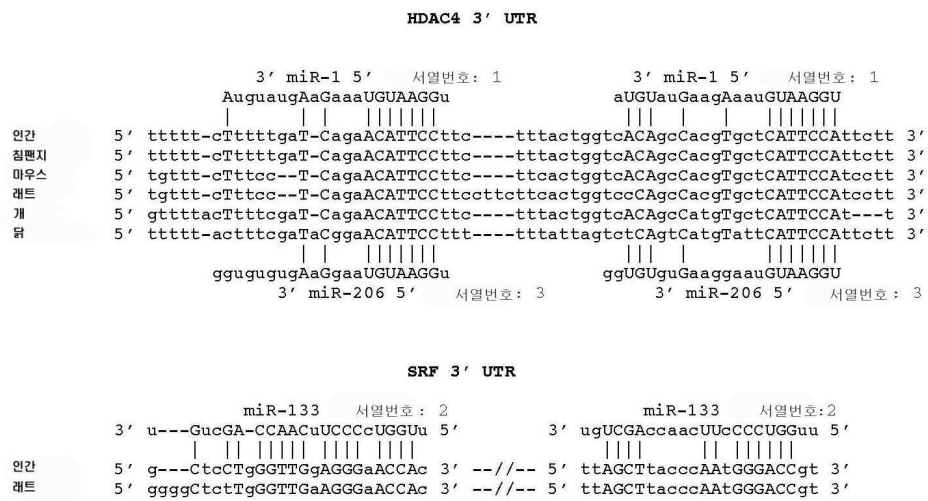 HDAC4 3′ UTR
3′ miR-1 5′ 서열번호: 1 3′ miR-1 5′ 서열번호: 1
AuguaugAaGaaaUGUAAGGu aUGUauGaagAaauGUAAGGU
인간 5′ ttttt-cTttttgaT-CagaACATTCCttc----tttactggtcACAgcCacgTgctCATTCCAttctt 3′
침팬지 5′ ttttt-cTttttgaT-CagaACATTCCttc----tttactggtcACAgcCacgTgctCATTCCAttctt 3′
마우스 5′ tgttt-cTttcc--T-CagaACATTCCttc----ttcactggtcACAgcCacgTgctCATTCCAtcctt 3′
래트 5′ tgttt-cTttcc--T-CagaACATTCCttccttcttcactggtccCAgcCacgTgctCATTCCAtcctt 3′
개 5′ gttttacTtttcgaT-CagaACATTCCttc----tttactggtcACAgcCatgTgctCATTCCAt---t 3′
닭 5′ ttttt-actttcgaTaCggaACATTCCttt----tttattagtctCAgtCatgTattCATTCCAttctt 3′
ggugugugAaGgaaUGUAAGGu ggUGUguGaaggaauGUAAGGU
3′ miR-206 5′ 서열번호: 3 3′ miR-206 5′ 서열번호: 3
SRF 3′ UTR
miR-133 서열번호: 2 miR-133 서열번호:2
3′ u---GucGA-CCAACuUCCCcUGGUu 5′ 3′ ugUCGAccaacUUcCCCUGGuu 5′
인간 5′ g---CtcCTgGGTTGgAGGGaACCAc 3′ --//-- 5′ ttAGCTtacccAAtGGGACCgt 3′
래트 5′ ggggCtctTgGGTTGaAGGGaACCAc 3′ --//-- 5′ ttAGCTtacccAAtGGGACCgt 3′